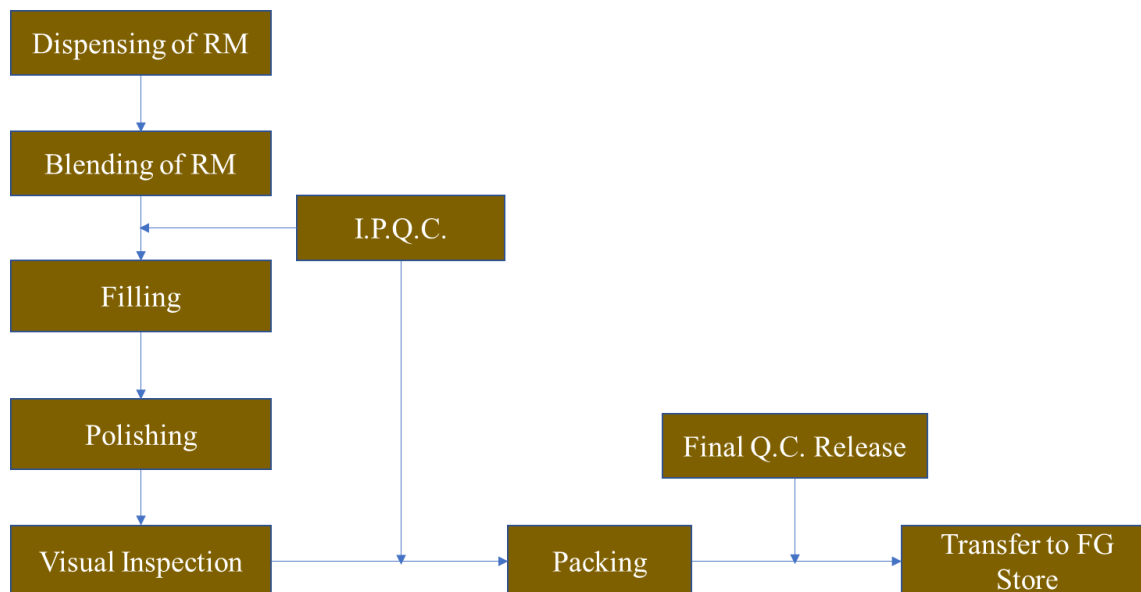 Dispensing of RM
Blending of RM
I.P.Q.C.
Filling
Polishing
Final Q.C. Release
Visual Inspection
Packing
Transfer to FG
Store